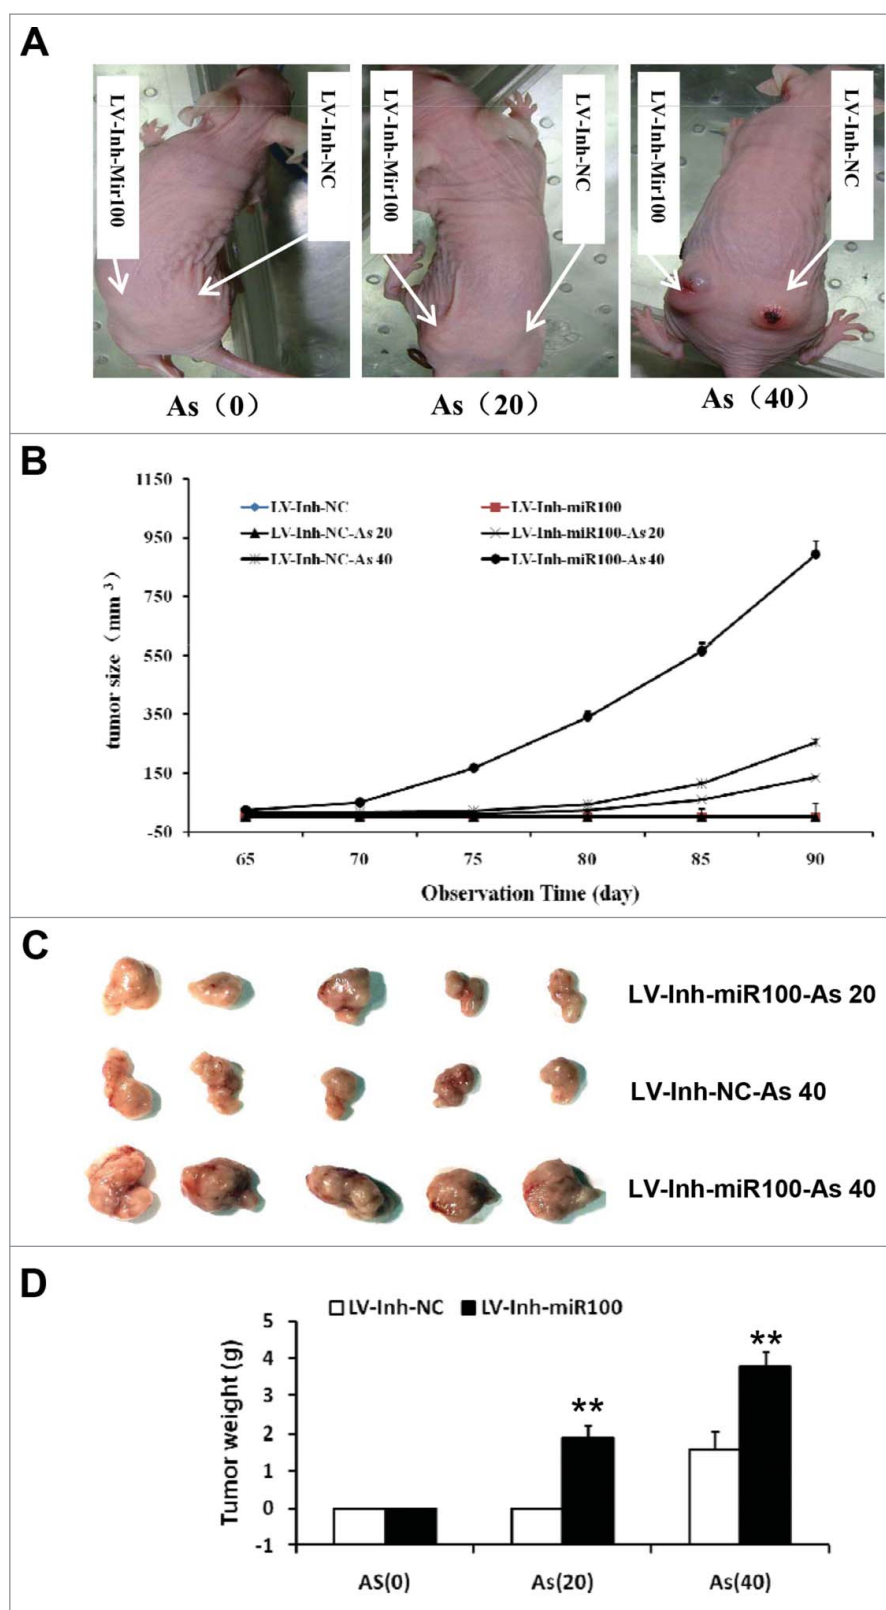 A
LV-Inh-Mir100
LV-Inh-NC
LV-Inh-Mir100
LV-Inh-NC
LV-Inh-Mir100
LV-Inh-NC
As（0）
As（20）
As（40）
B
1150
950
750
550
350
150
-50
tumor size（mm ³）
LV-Inh-NC
LV-Inh-miR100
LV-Inh-NC-As 20
LV-Inh-miR100-As 20
LV-Inh-NC-As 40
LV-Inh-miR100-As 40
65 70 75 80 85 90
Observation Time (day)
C
LV-Inh-miR100-As 20
LV-Inh-NC-As 40
LV-Inh-miR100-As 40
D
LV-Inh-NC LV-Inh-miR100
Tumor weight (g)
5
4
3
2
1
0
-1
**
**
AS(0) As(20) As(40)